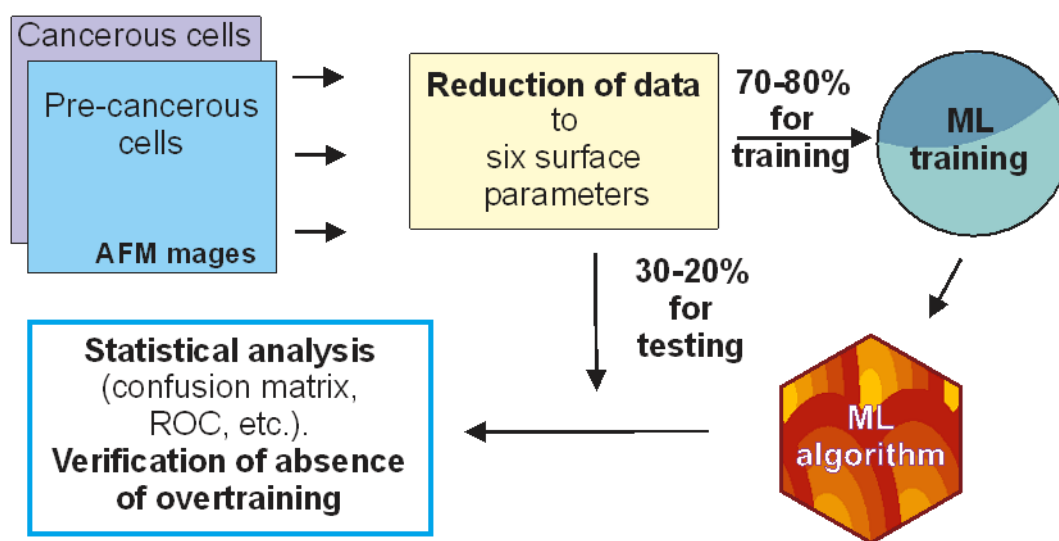 Cancerous cells
Pre-cancerous
cells
AFM mages
Reduction of data
to
six surface
parameters
70-80%
for
training
ML
training
30-20%
for
testing
ML
algorithm
Statistical analysis
(confusion matrix,
ROC, etc.).
Verification of absence
of overtraining